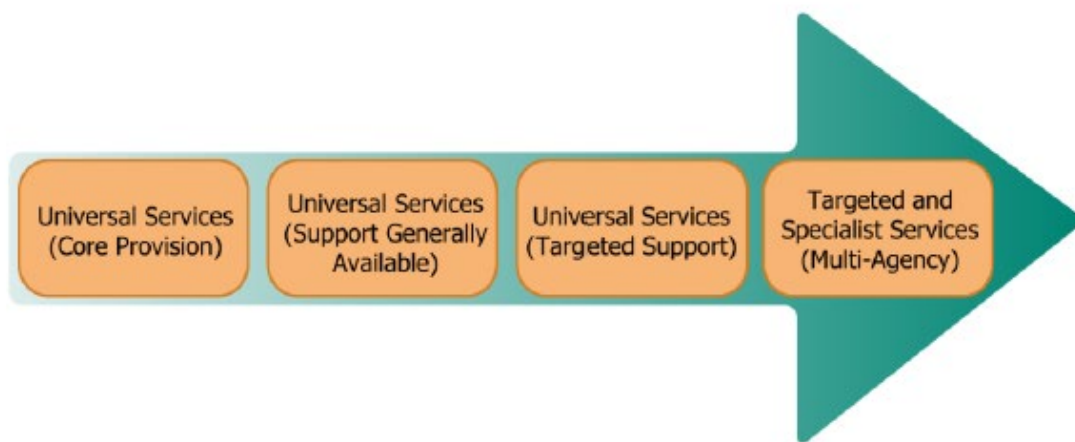 Universal Services
(Core Provision)
Universal Services
(Support Generally
Available)
Universal Services
(Targeted Support)
Targeted and
Specialist Services
(Multi-Agency)